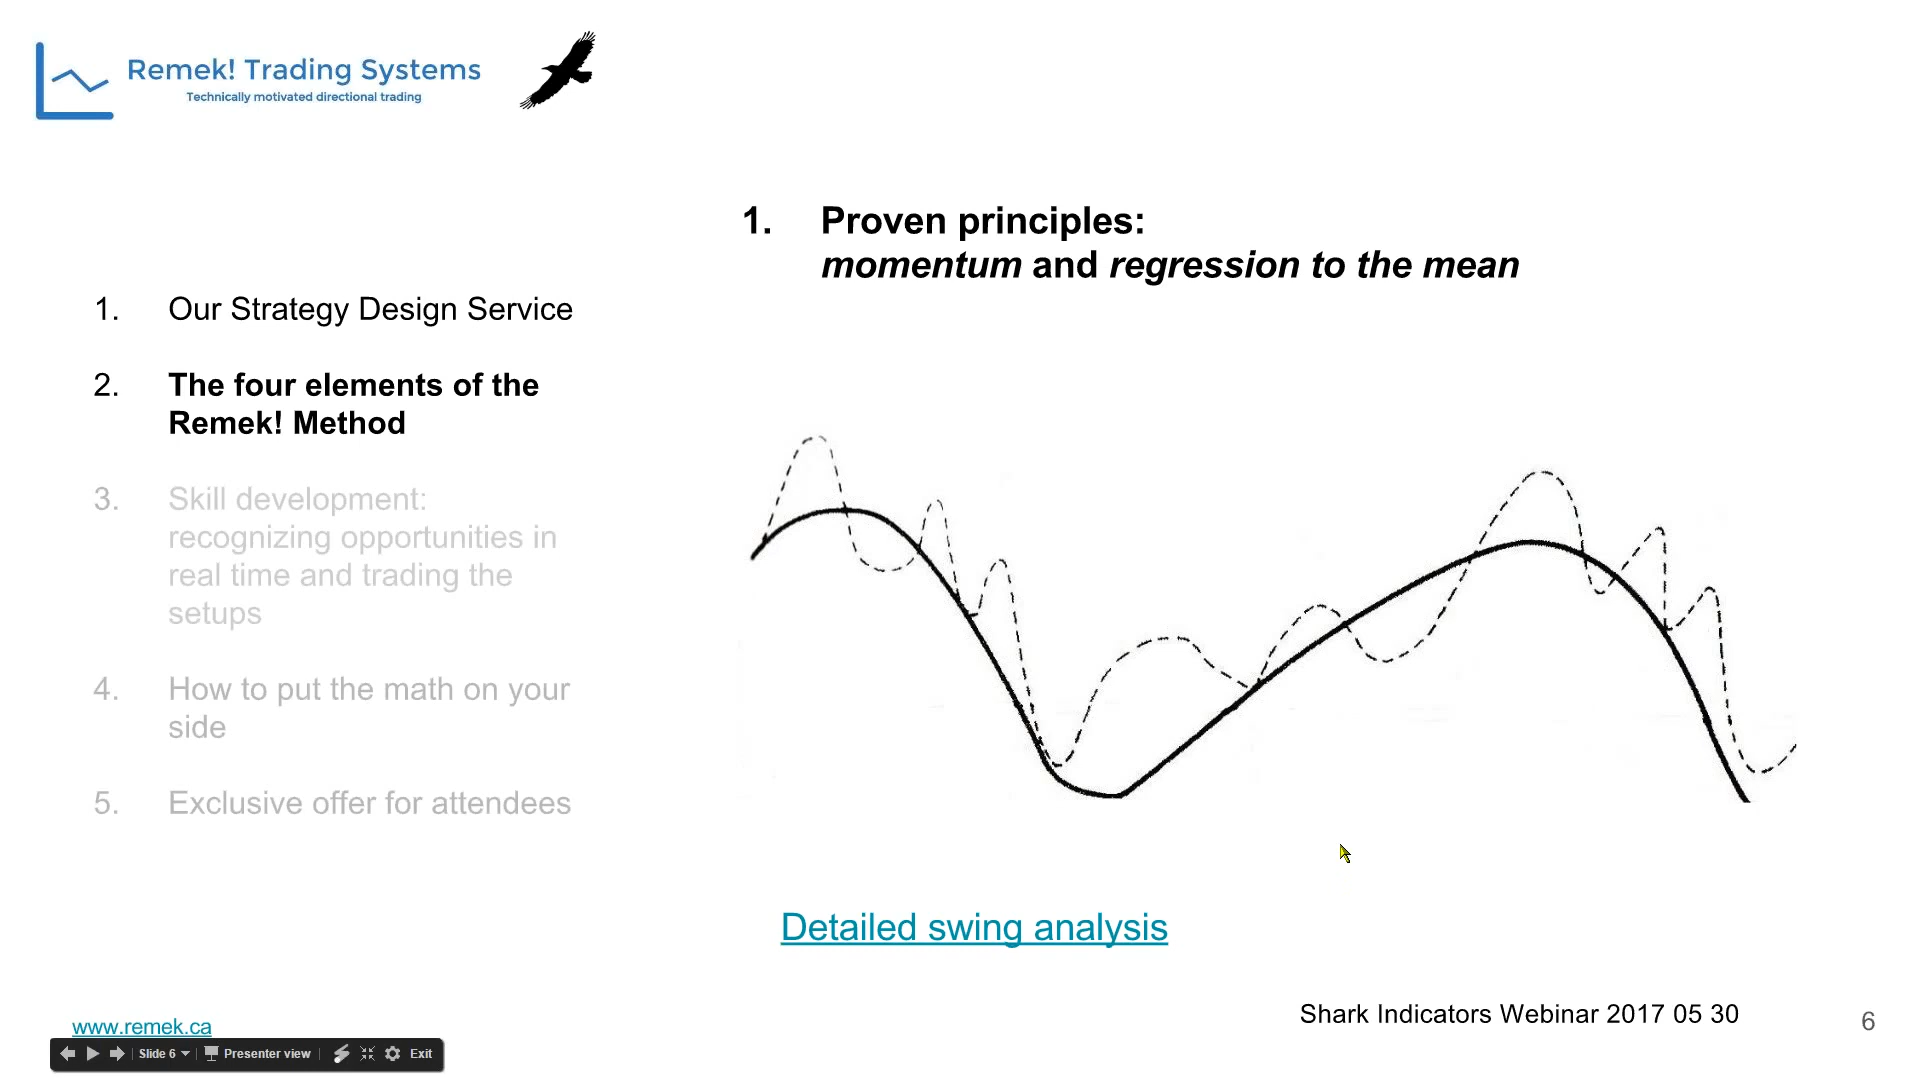 Remek! Trading Systems
Technically motivated directional trading
1. Proven principles:
momentum and regression to the mean
1. Our Strategy Design Service
2. The four elements of the
Remek! Method
3. Skill development:
recognizing opportunities in
real time and trading the
setups
4. How to put the math on your
side
5. Exclusive offer for attendees
Detailed swing analysis
Shark Indicators Webinar 2017 05 30
6
www.remek.ca
Slide 6
Presenter view
Exit